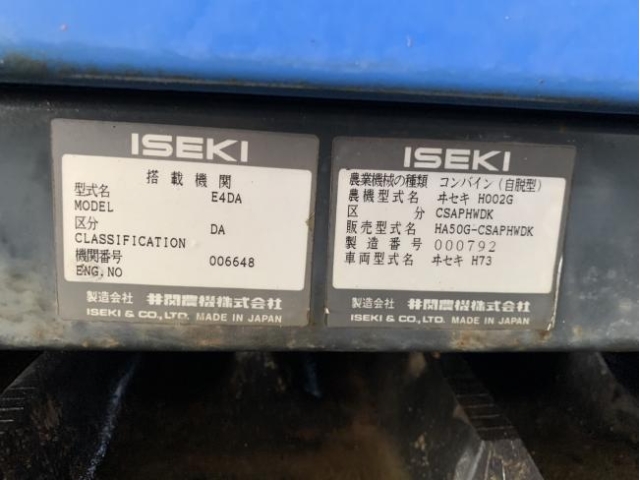 ISEKI
搭載機関
型式名 E4DA
MODEL
区分 DA
CLASSIFICATION
機関番号 006648
ENG,NO
製造会社 井関農機株式会社
ISEKI & CO.,LTD. MADE IN JAPAN
ISEKI
農業機械の種類 コンバイン(自脱型)
農機型式名 ヰセキ H002G
区分 CSAPHWDK
販売型式名 HA50G-CSAPHWDK
製造番号 000792
車両型式名 ヰセキ H73
製造会社 井関農機株式会社
ISEKI & CO.,LTD. MADE IN JAPAN